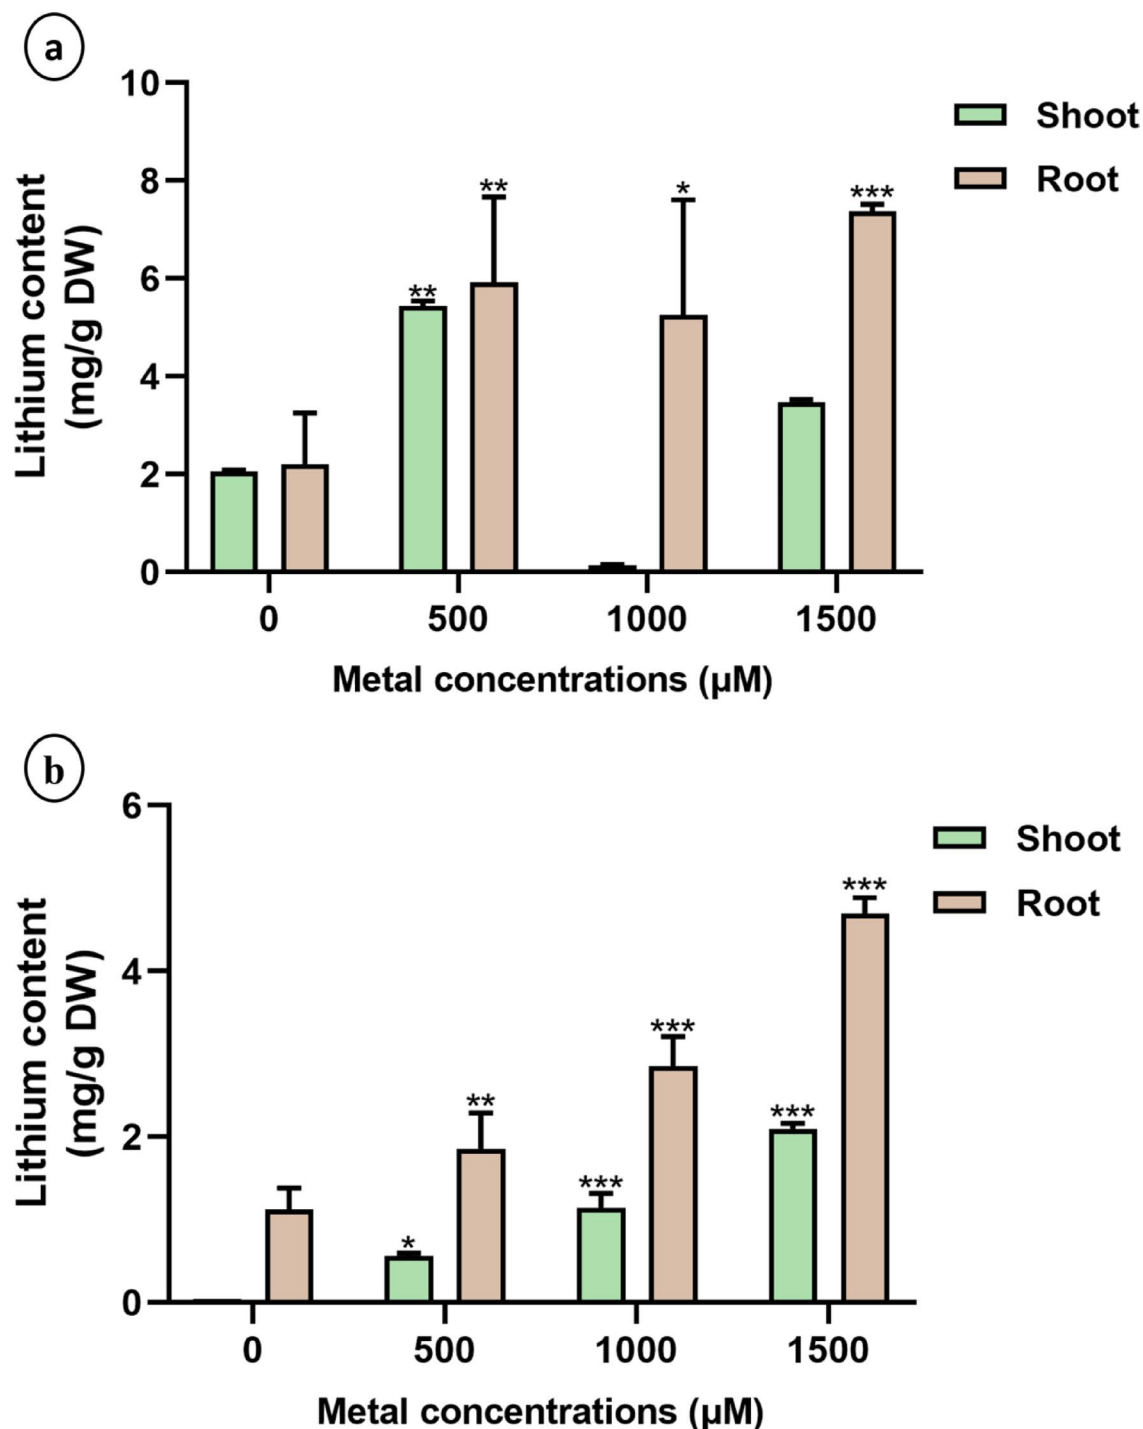 a
10
8
6
4
2
0
Lithium content
(mg/g DW)
**
**
*
***
Shoot
Root
0 500 1000 1500
Metal concentrations (µM)
b
6
4
2
0
Lithium content
(mg/g DW)
*
**
***
***
***
***
Shoot
Root
0 500 1000 1500
Metal concentrations (µM)